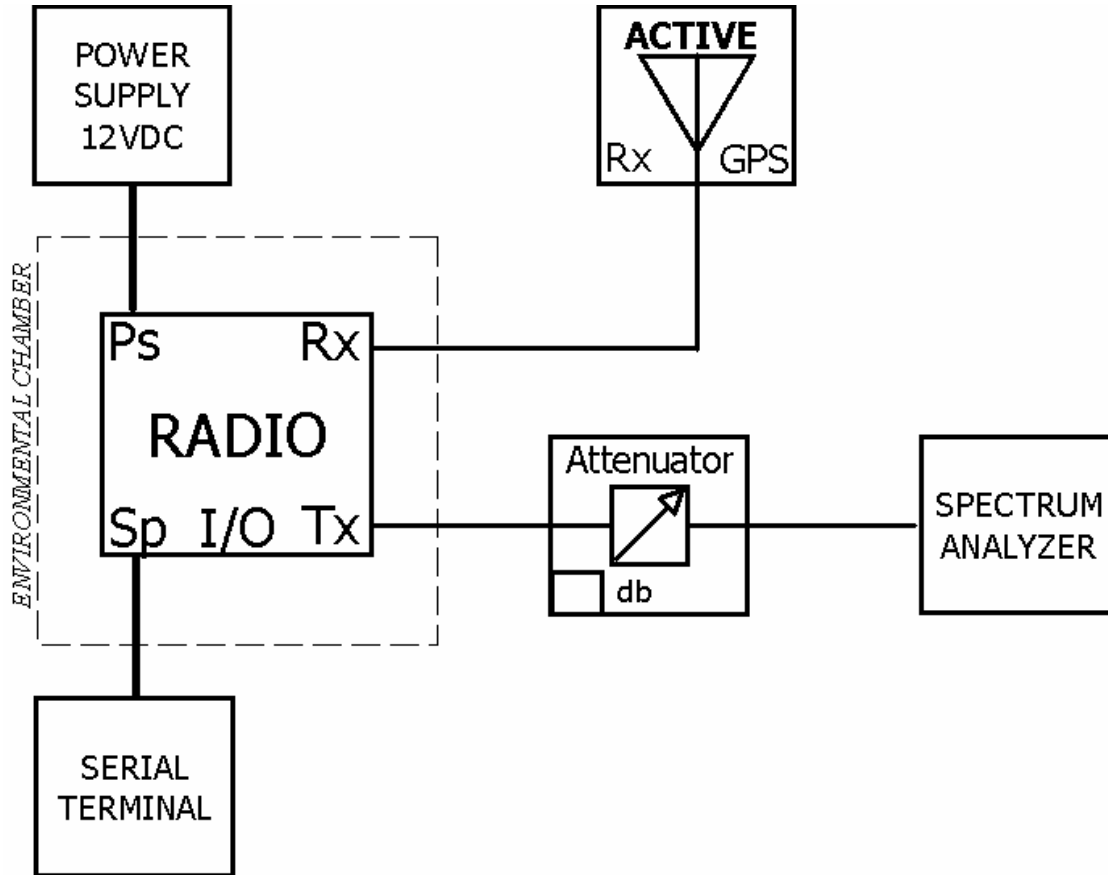 POWER
SUPPLY
12VDC
ACTIVE
Rx GPS
ENVIRONMENTAL CHAMBER
Ps Rx
RADIO
Sp I/O Tx
Attenuator
db
SPECTRUM
ANALYZER
SERIAL
TERMINAL